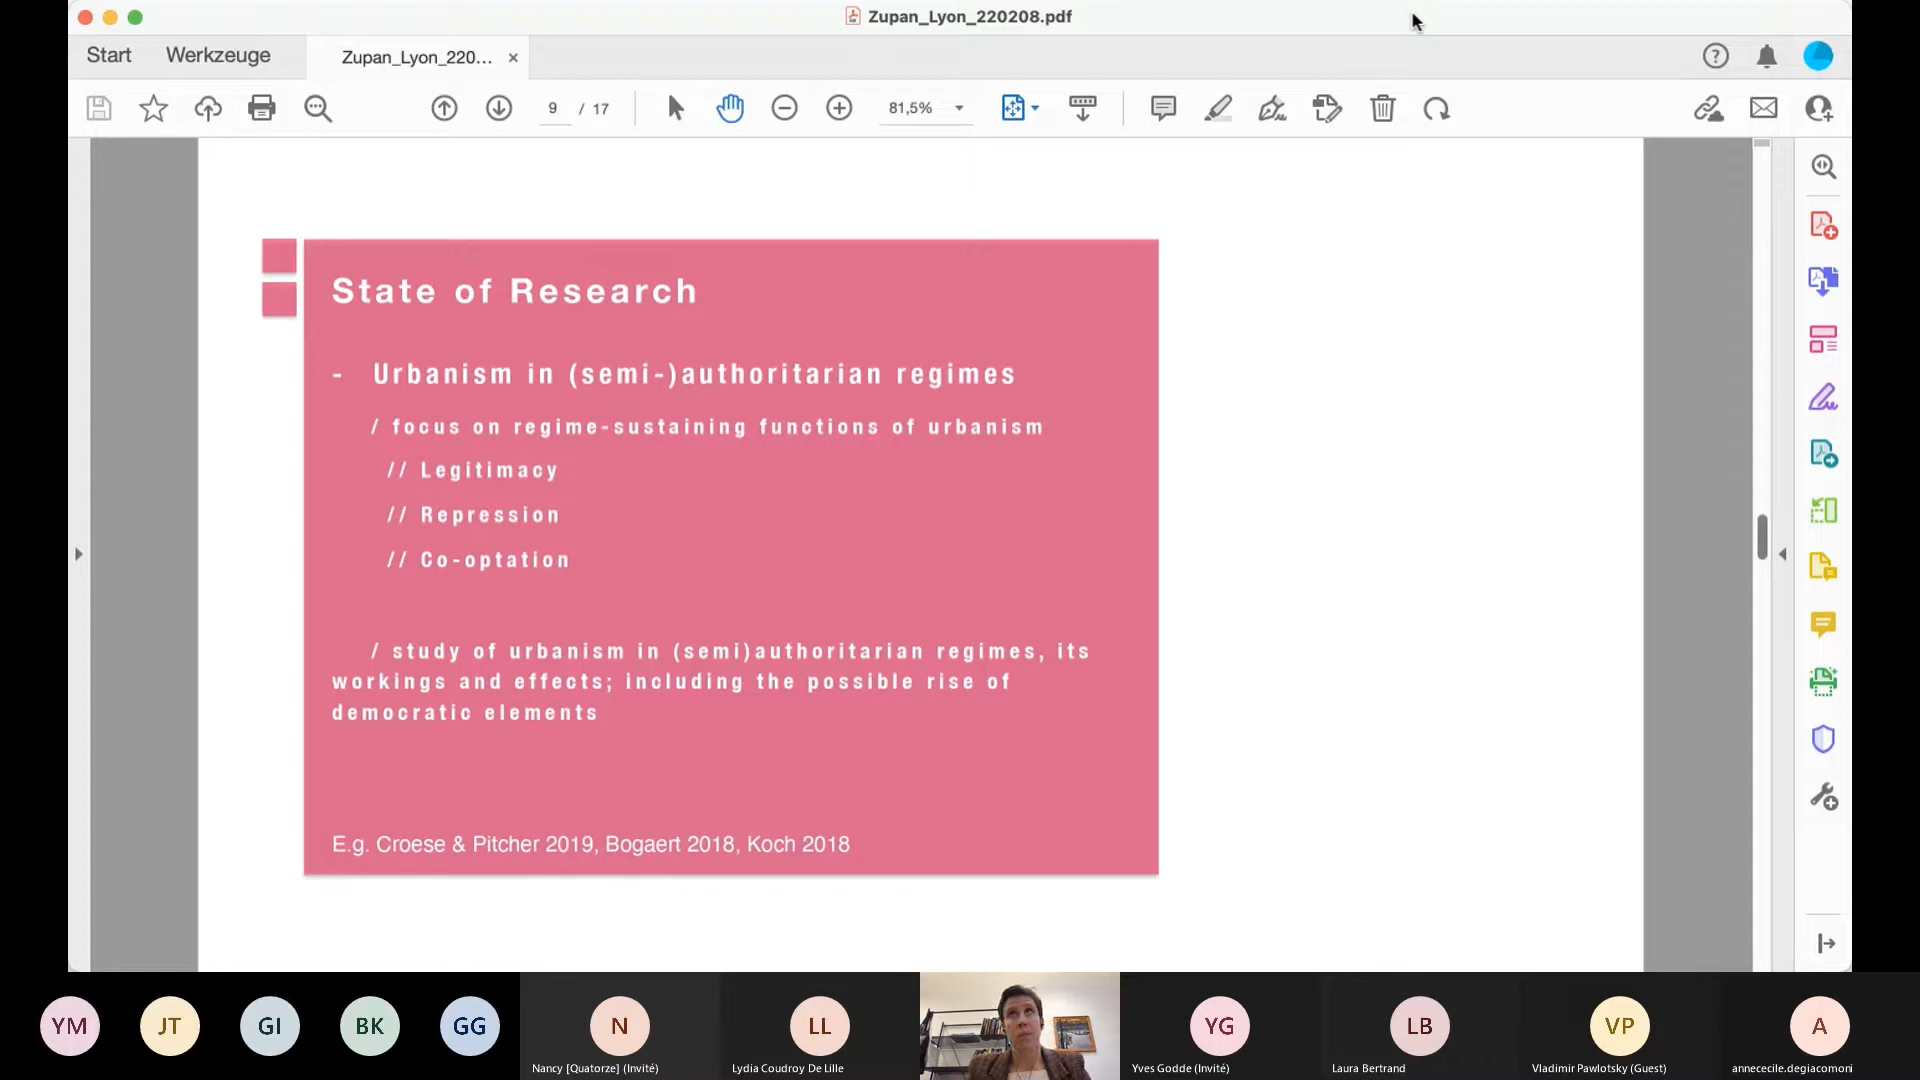 Zupan_Lyon_220208.pdf
Start
Werkzeuge
Zupan_Lyon_220...
9 / 17
81,5%
State of Research
- Urbanism in (semi-)authoritarian regimes
/ focus on regime-sustaining functions of urbanism
// Legitimacy
// Repression
// Co-optation
/ study of urbanism in (semi)authoritarian regimes, its
workings and effects; including the possible rise of
democratic elements
E.g. Croese & Pitcher 2019, Bogaert 2018, Koch 2018
YM
JT
GI
BK
GG
N
LL
YG
LB
VP
A
Nancy [Quatorze] (Invité)
Lydia Coudroy De Lille
Yves Godde (Invité)
Laura Bertrand
Vladimir Pawlotsky (Guest)
annececile.degiacomoni